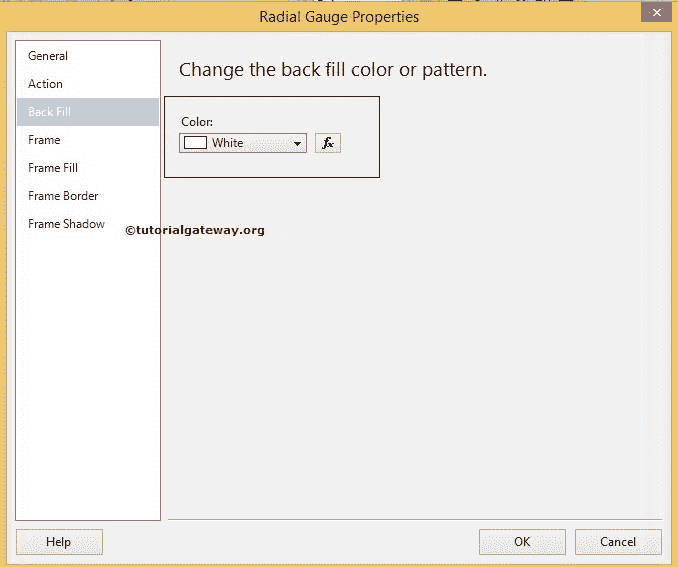 Radial Gauge Properties
General
Action
Back Fill
Frame
Frame Fill
Frame Border
Frame Shadow
Change the back fill color or pattern.
Color:
White
fx
©tutorialgateway.org
Help
OK
Cancel